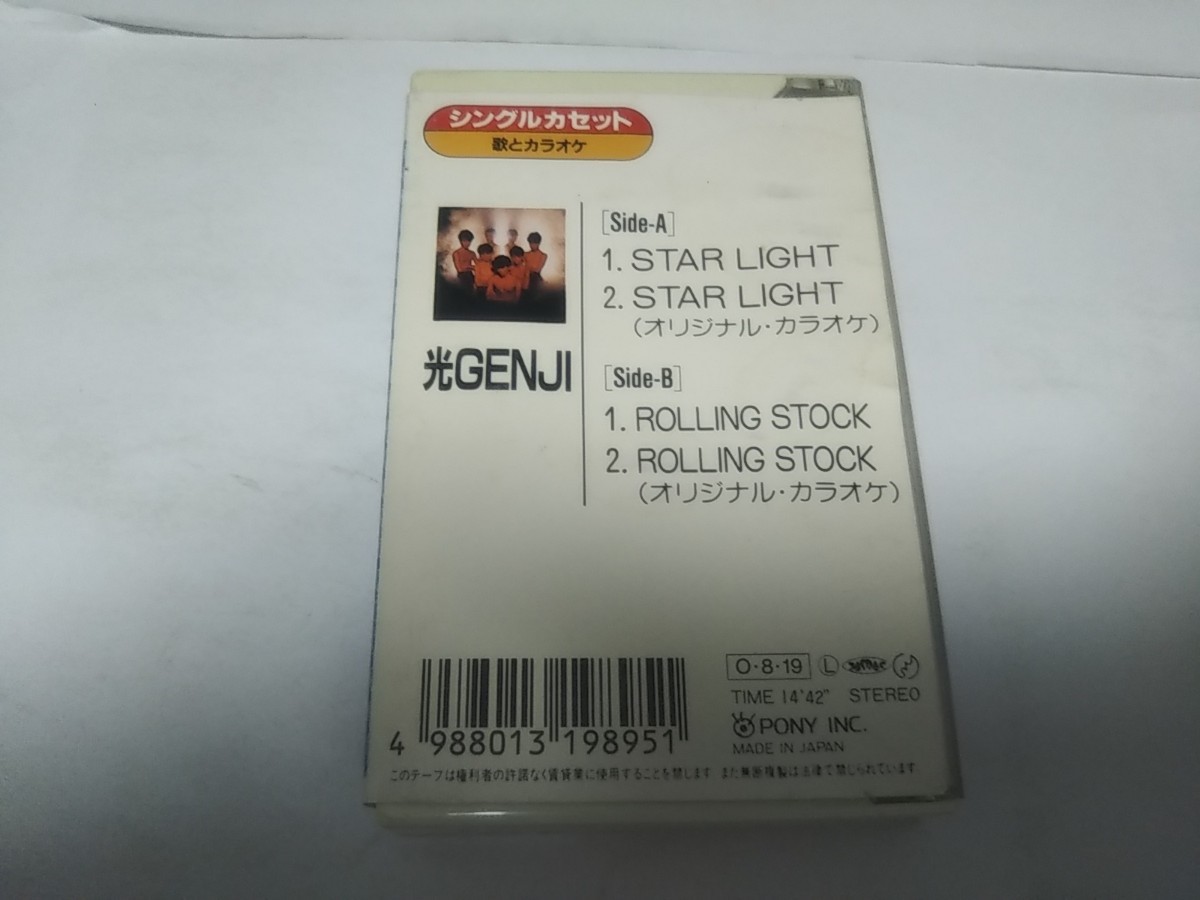 シングルカセット
歌とカラオケ
光GENJI
[Side-A]
1. STAR LIGHT
2. STAR LIGHT
(オリジナル・カラオケ)
[Side-B]
1. ROLLING STOCK
2. ROLLING STOCK
(オリジナル・カラオケ)
4 988013 198951
O・8・19 L
TIME 14'42" STEREO
PONY INC.
MADE IN JAPAN
このテープは権利者の許諾なく賃貸業に使用することを禁じます また無断複製は法律で禁じられています